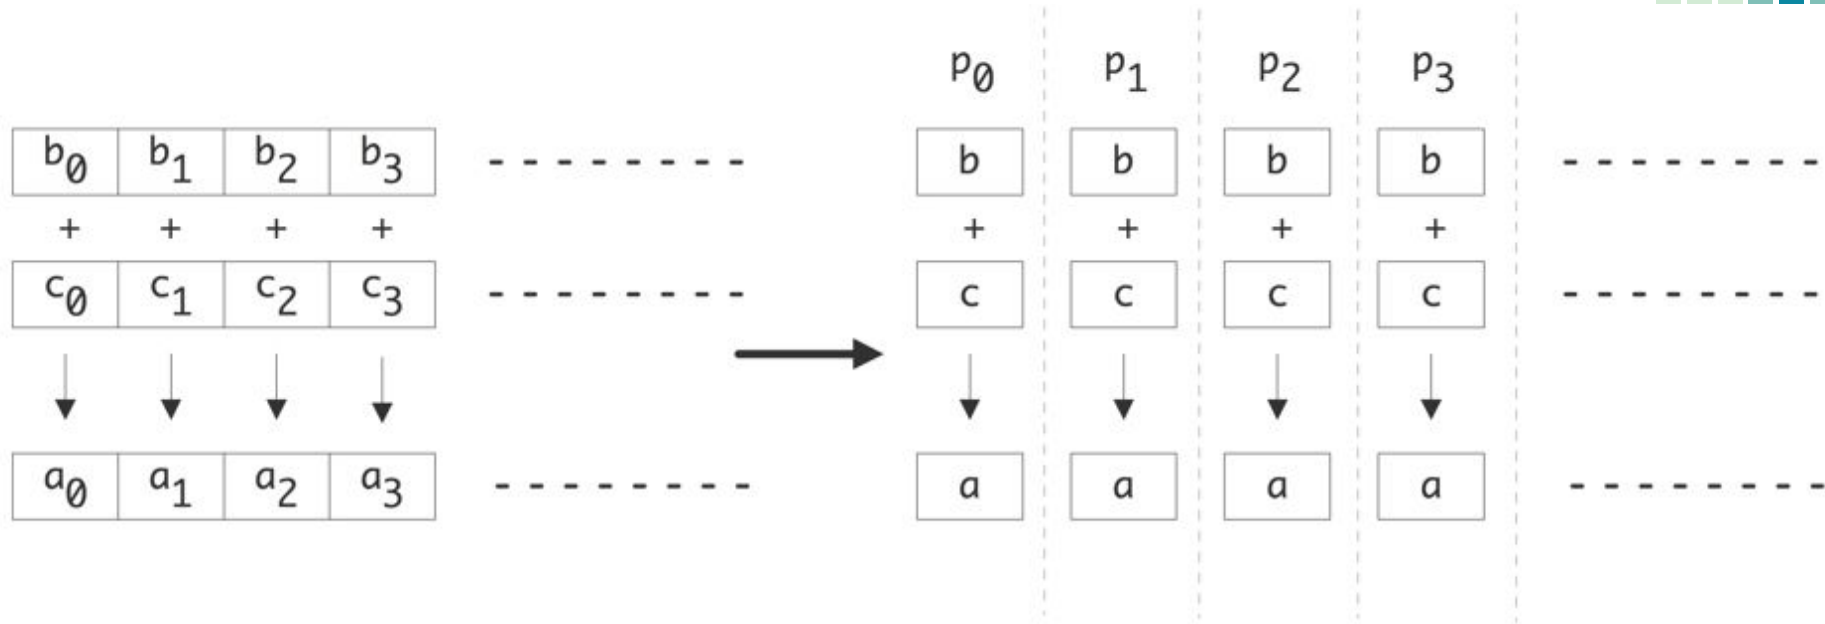 p0 p1 p2 p3
b0 b1 b2 b3 - - - - - - - - b b b b - - - - - - - -
+ + + + + + + +
c0 c1 c2 c3 - - - - - - - - c c c c - - - - - - - -
a0 a1 a2 a3 - - - - - - - - a a a a - - - - - - - -